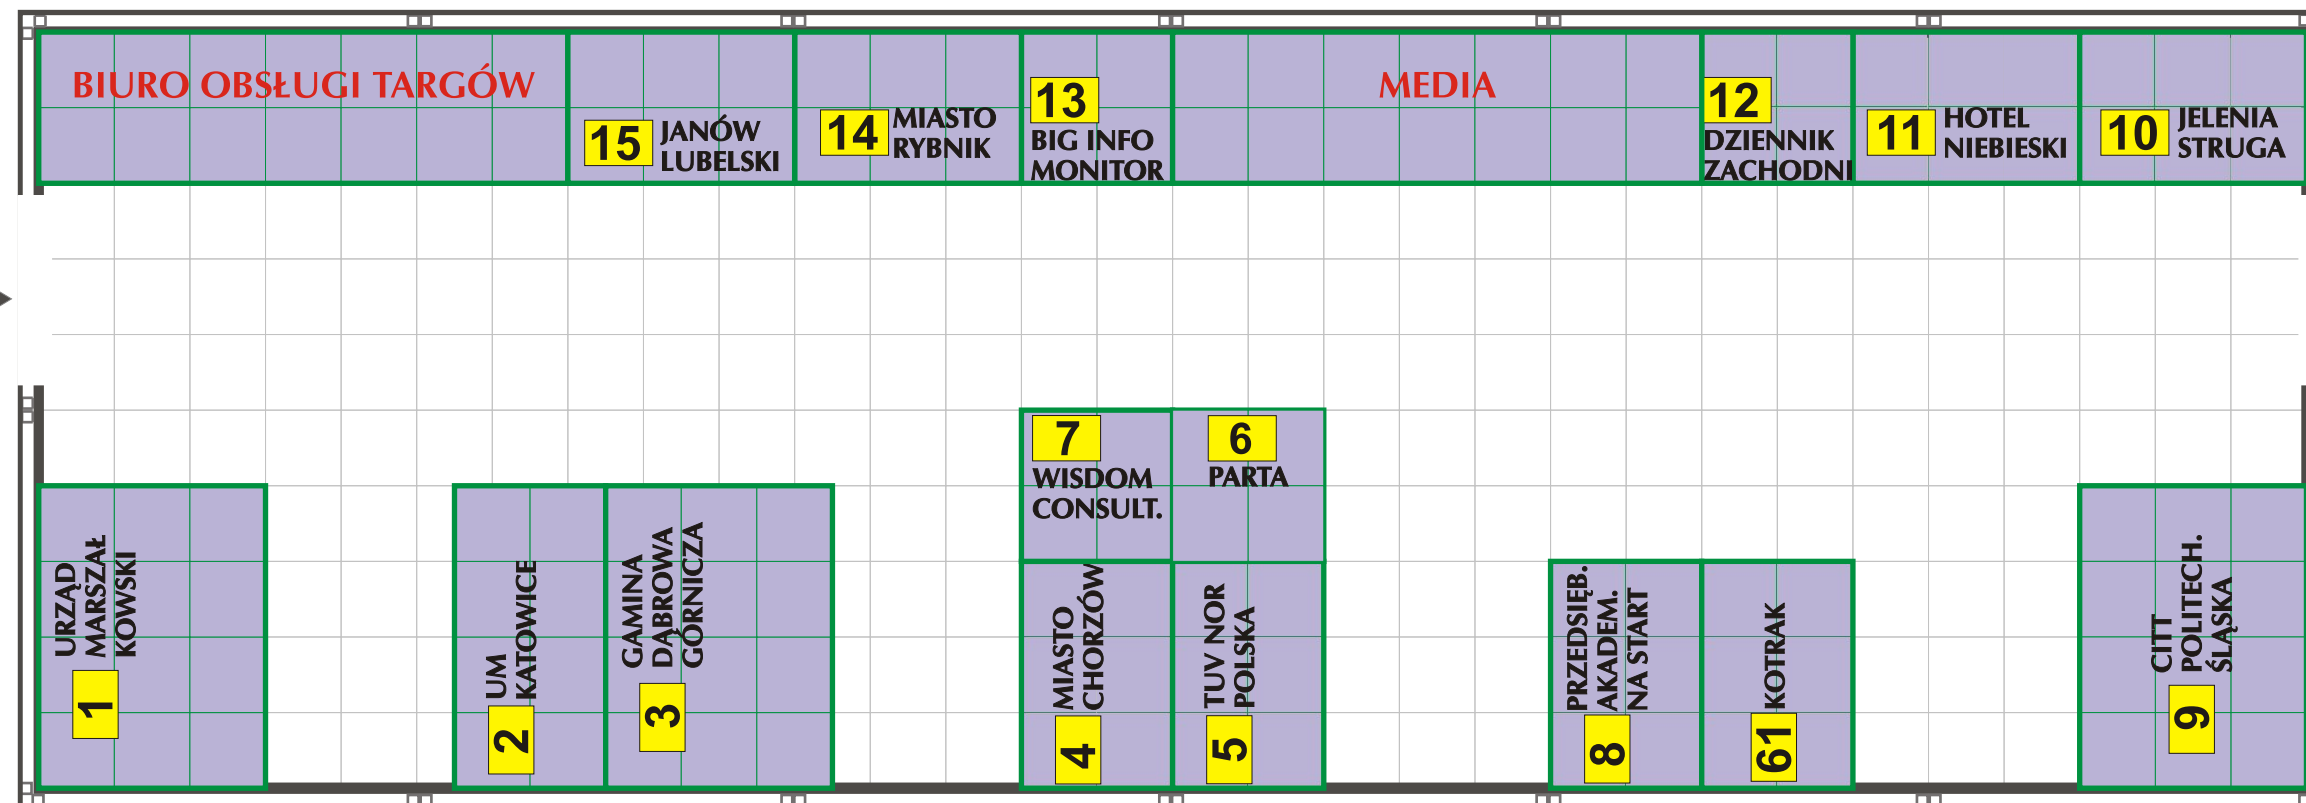 BIURO OBSŁUGI TARGÓW
15 JANÓW
LUBELSKI
14 MIASTO
RYBNIK
13
BIG INFO
MONITOR
MEDIA
12
DZIENNIK
ZACHODNI
11 HOTEL
NIEBIESKI
10 JELENIA
STRUGA
7
WISDOM
CONSULT.
6
PARTA
1 URZĄD
MARSZAŁ
KOWSKI
2 UM
KATOWICE
3 GAMINA
DĄBROWA
GÓRNICZA
4 MIASTO
CHORZÓW
5 TUV NOR
POLSKA
8 PRZEDSIĘB.
AKADEM.
NA START
61 KOTRAK
9 CITT
POLITECH.
ŚLĄSKA